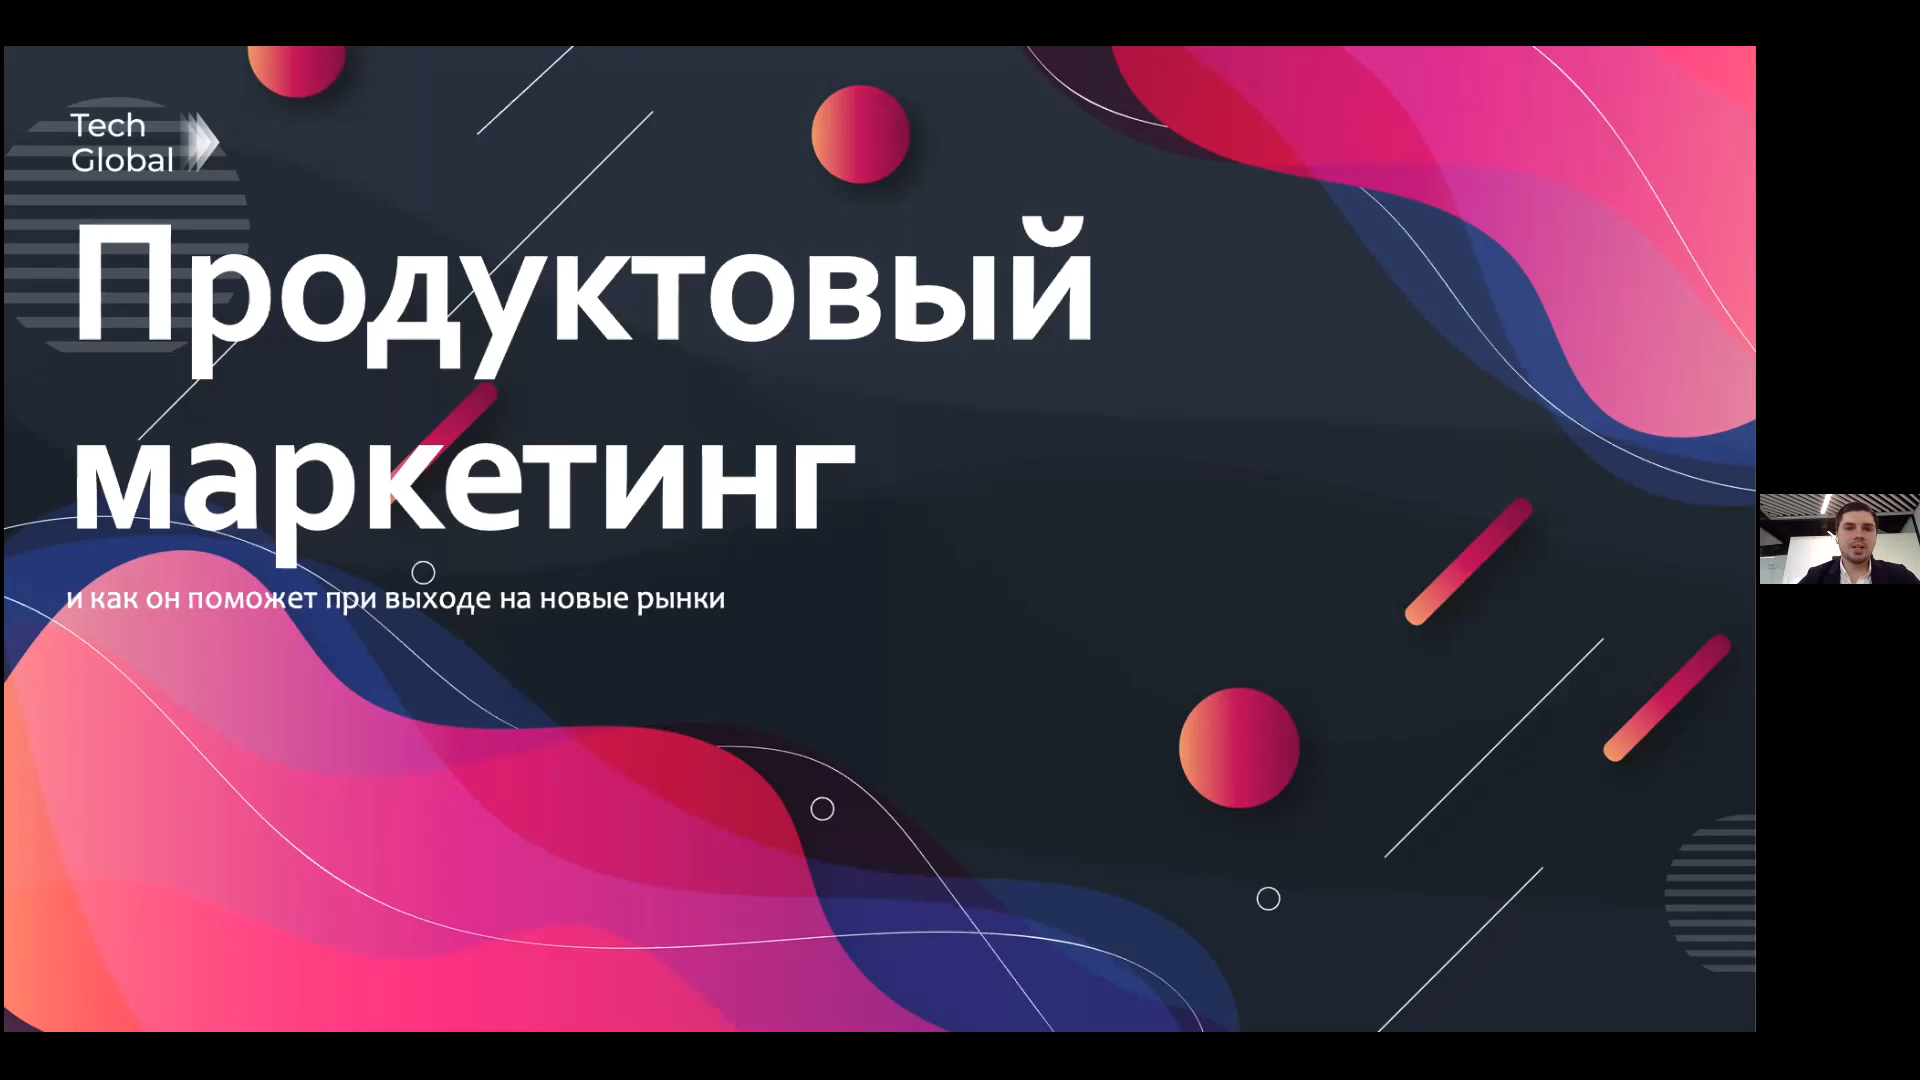 Tech
Global
Продуктовый
маркетинг
и как он поможет при выходе на новые рынки